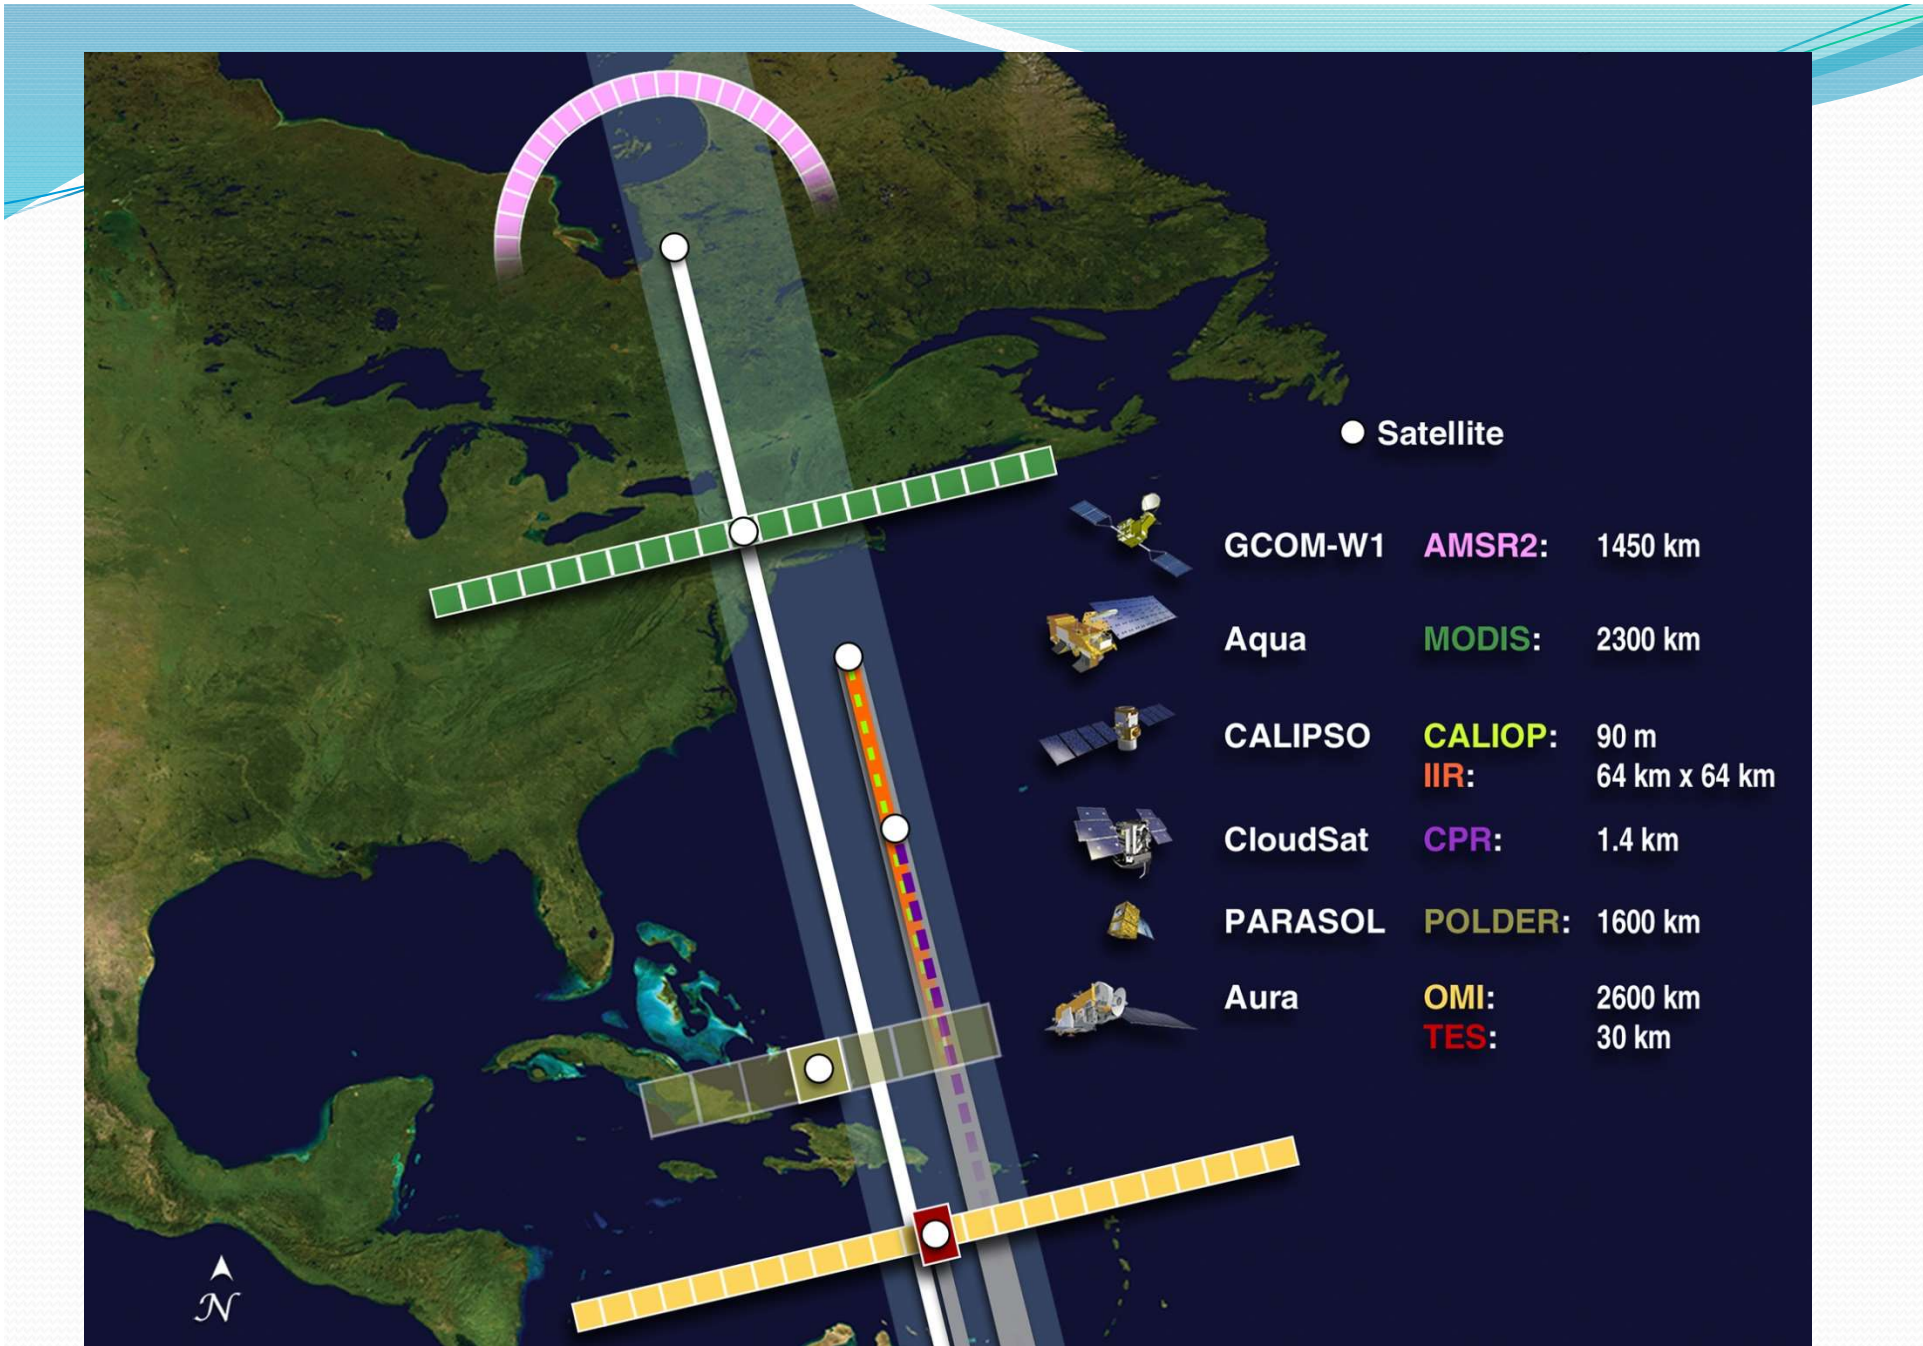 Satellite
GCOM-W1 AMSR2: 1450 km
Aqua MODIS: 2300 km
CALIPSO CALIOP: 90 m
IIR: 64 km x 64 km
CloudSat CPR: 1.4 km
PARASOL POLDER: 1600 km
Aura OMI: 2600 km
TES: 30 km
N